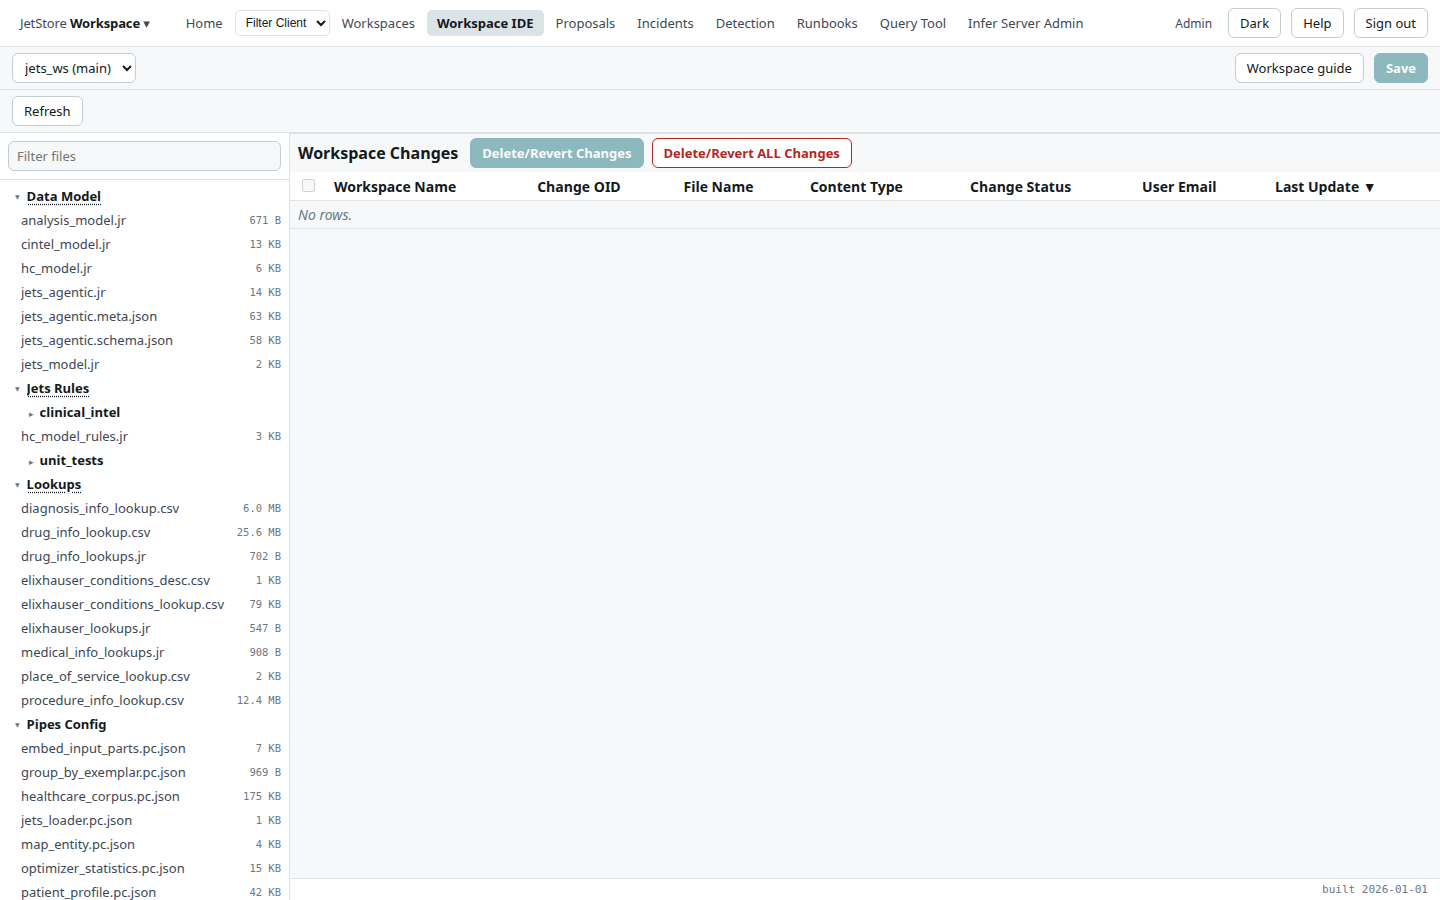 JetStore Workspace ▾ Home Filter Client Workspaces Workspace IDE Proposals Incidents Detection Runbooks Query Tool Infer Server Admin Admin Dark Help Sign out
jets_ws (main) Workspace guide Save
Refresh
Filter files
Workspace Changes Delete/Revert Changes Delete/Revert ALL Changes
Workspace Name Change OID File Name Content Type Change Status User Email Last Update ▼
No rows.
▾ Data Model
analysis_model.jr 671 B
cintel_model.jr 13 KB
hc_model.jr 6 KB
jets_agentic.jr 14 KB
jets_agentic.meta.json 63 KB
jets_agentic.schema.json 58 KB
jets_model.jr 2 KB
▾ Jets Rules
▸ clinical_intel
hc_model_rules.jr 3 KB
▸ unit_tests
▾ Lookups
diagnosis_info_lookup.csv 6.0 MB
drug_info_lookup.csv 25.6 MB
drug_info_lookups.jr 702 B
elixhauser_conditions_desc.csv 1 KB
elixhauser_conditions_lookup.csv 79 KB
elixhauser_lookups.jr 547 B
medical_info_lookups.jr 908 B
place_of_service_lookup.csv 2 KB
procedure_info_lookup.csv 12.4 MB
▾ Pipes Config
embed_input_parts.pc.json 7 KB
group_by_exemplar.pc.json 969 B
healthcare_corpus.pc.json 175 KB
jets_loader.pc.json 1 KB
map_entity.pc.json 4 KB
optimizer_statistics.pc.json 15 KB
patient_profile.pc.json 42 KB
built 2026-01-01